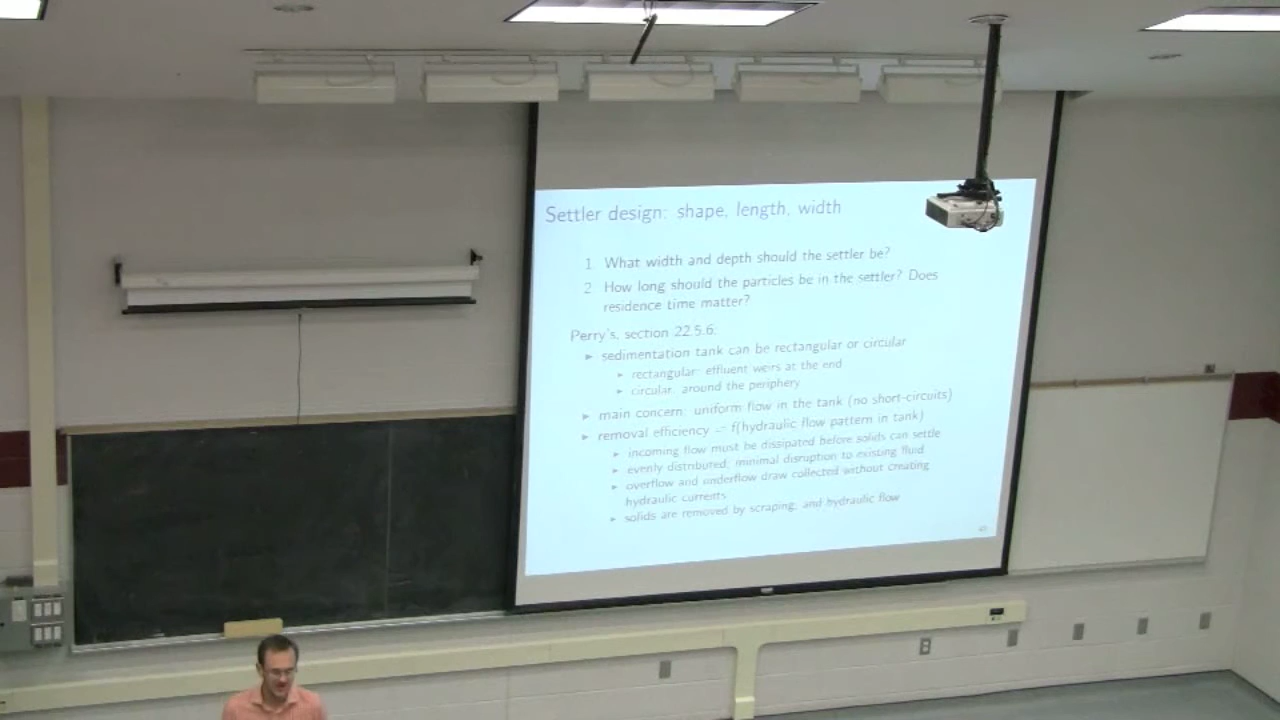 Settler design: shape, length, width
1. What width and depth should the settler be?
2. How long should the particles be in the settler? Does
residence time matter?
Perry's, section 22.5.6:
► sedimentation tank can be rectangular or circular
► rectangular: effluent weirs at the end
► circular: around the periphery
► main concern: uniform flow in the tank (no short-circuits)
► removal efficiency = f(hydraulic flow pattern in tank)
► incoming flow must be dissipated before solids can settle
► evenly distributed; minimal disruption to existing fluid
► overflow and underflow draw collected without creating
hydraulic currents
► solids are removed by scraping, and hydraulic flow